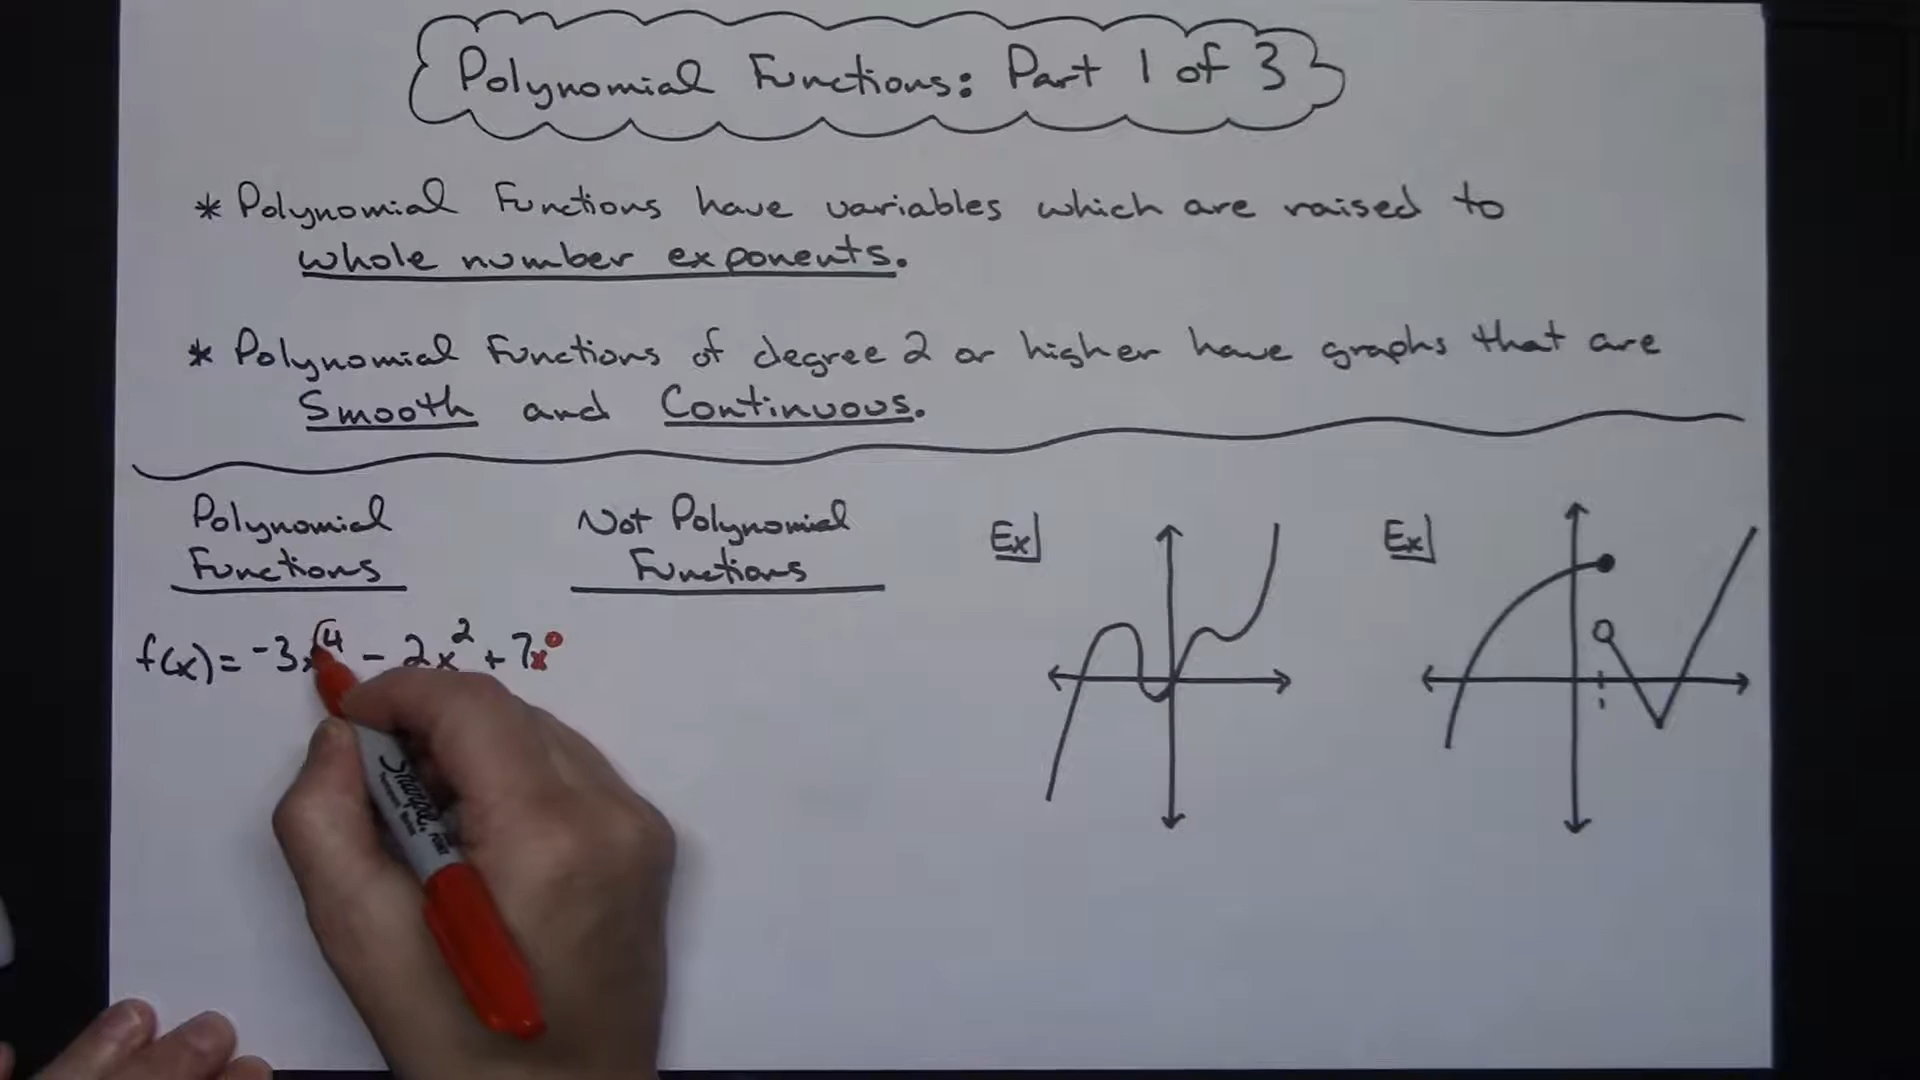 Polynomial Functions: Part 1 of 3
* Polynomial Functions have variables which are raised to
whole number exponents.
* Polynomial Functions of degree 2 or higher have graphs that are
Smooth and Continuous.
Polynomial
Functions
Not Polynomial
Functions
Ex
Ex
f(x) = -3x⁴ - 2x² + 7x⁰
Sharpie